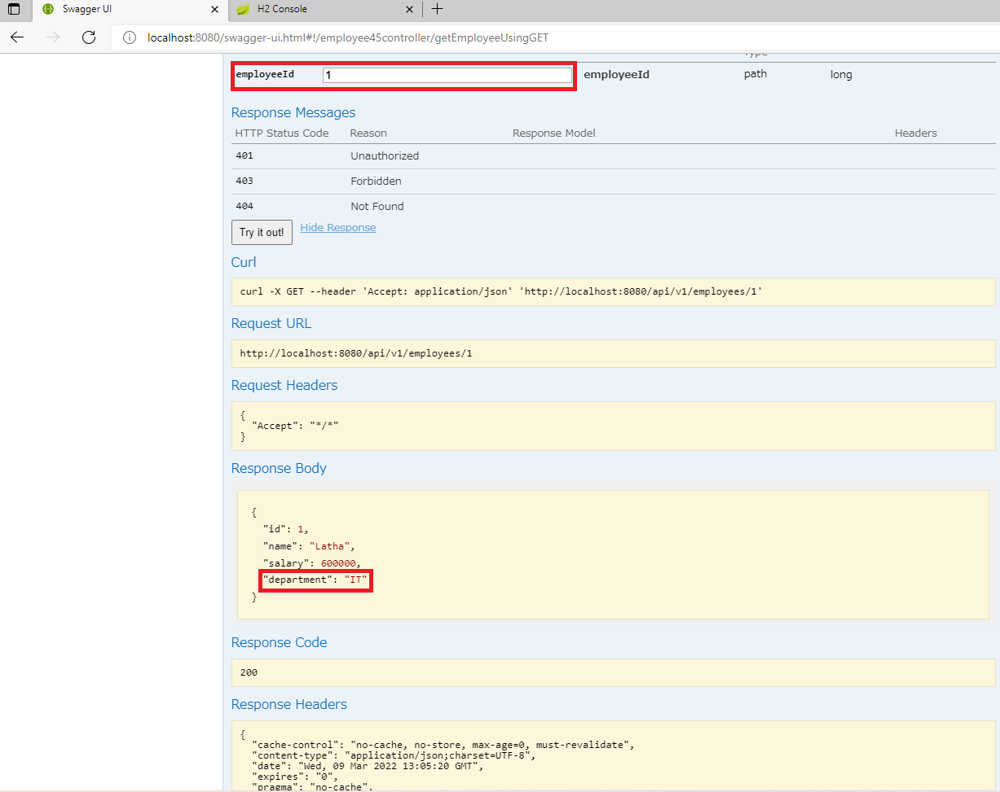 Swagger UI
H2 Console
localhost:8080/swagger-ui.html#!/employee45controller/getEmployeeUsingGET
Type
employeeId 1 employeeId path long
Response Messages
HTTP Status Code Reason Response Model Headers
401 Unauthorized
403 Forbidden
404 Not Found
Try it out! Hide Response
Curl
curl -X GET --header 'Accept: application/json' 'http://localhost:8080/api/v1/employees/1'
Request URL
http://localhost:8080/api/v1/employees/1
Request Headers
{
"Accept": "*/*"
}
Response Body
{
"id": 1,
"name": "Latha",
"salary": 600000,
"department": "IT"
}
Response Code
200
Response Headers
{
"cache-control": "no-cache, no-store, max-age=0, must-revalidate",
"content-type": "application/json;charset=UTF-8",
"date": "Wed, 09 Mar 2022 13:05:20 GMT",
"expires": "0",
"pragma": "no-cache",